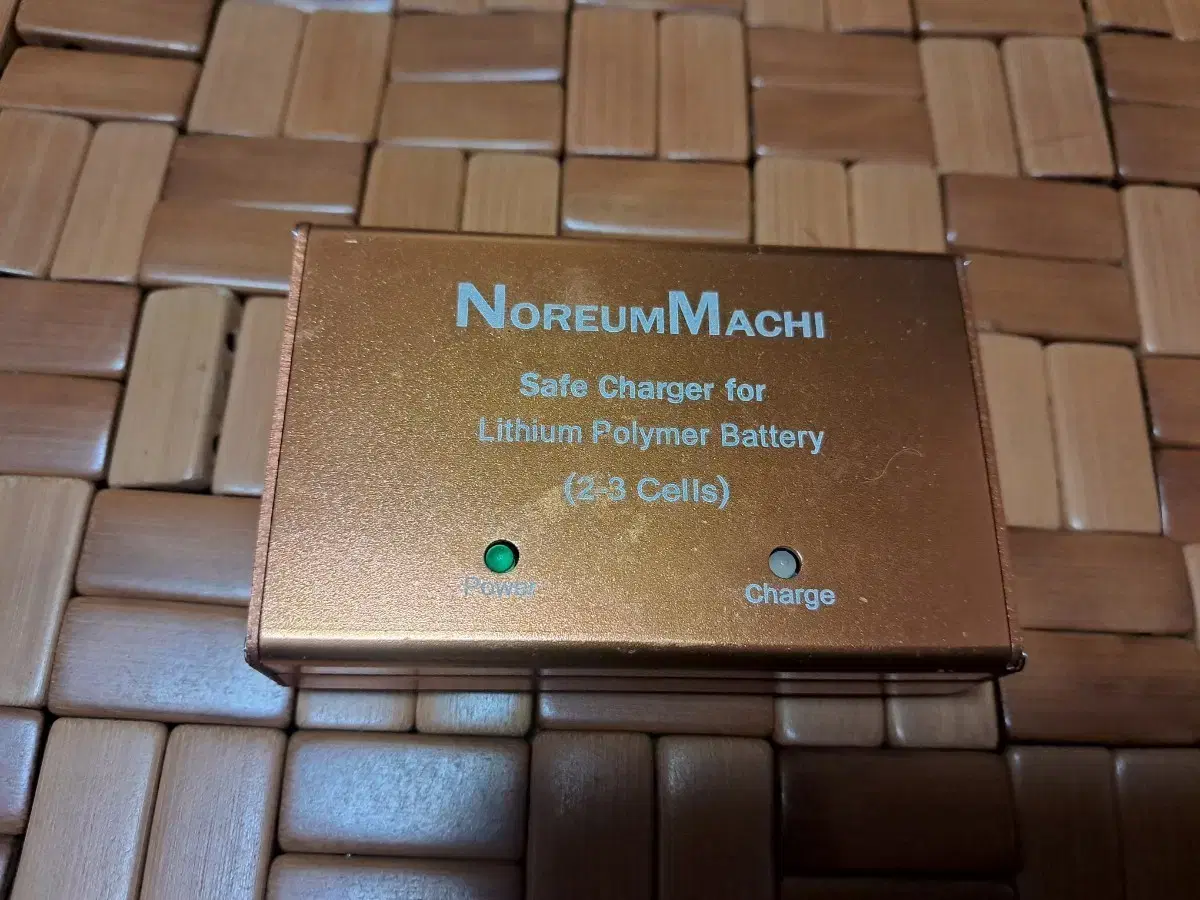 NOREUMMACHI
Safe Charger for
Lithium Polymer Battery
(2-3 Cells)
Power
Charge